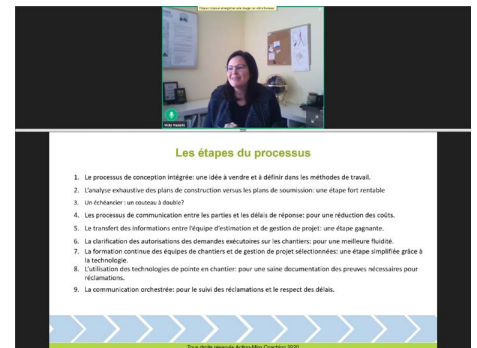 Les étapes du processus
1. Le processus de conception intégrée: une idée à vendre et à définir dans les méthodes de travail.
2. L'analyse exhaustive des plans de construction versus les plans de soumission: une étape fort rentable
3. Un échéancier : un couteau à double?
4. Les processus de communication entre les parties et les délais de réponse: pour une réduction des coûts.
5. Le transfert des informations entre l'équipe d'estimation et de gestion de projet: une étape gagnante.
6. La clarification des autorisations des demandes exécutoires sur les chantiers: pour une meilleure fluidité.
7. La formation continue des équipes de chantiers et de gestion de projet sélectionnées: une étape simplifiée grâce à
la technologie.
8. L'utilisation des technologies de pointe en chantier: pour une saine documentation des preuves nécessaires pour
réclamations.
9. La communication orchestrée: pour le suivi des réclamations et le respect des délais.
Tous droits réservés Action-Mign Coaching 2020